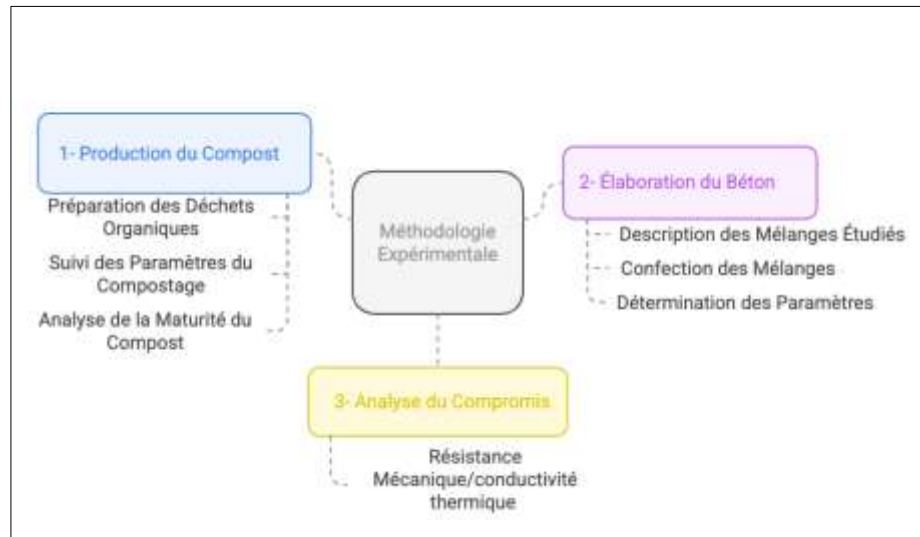 1- Production du Compost
Préparation des Déchets
Organiques
Suivi des Paramètres du
Compostage
Analyse de la Maturité du
Compost
Méthodologie
Expérimentale
2- Élaboration du Béton
Description des Mélanges Étudiés
Confection des Mélanges
Détermination des Paramètres
3- Analyse du Compromis
Résistance
Mécanique/conductivité
thermique